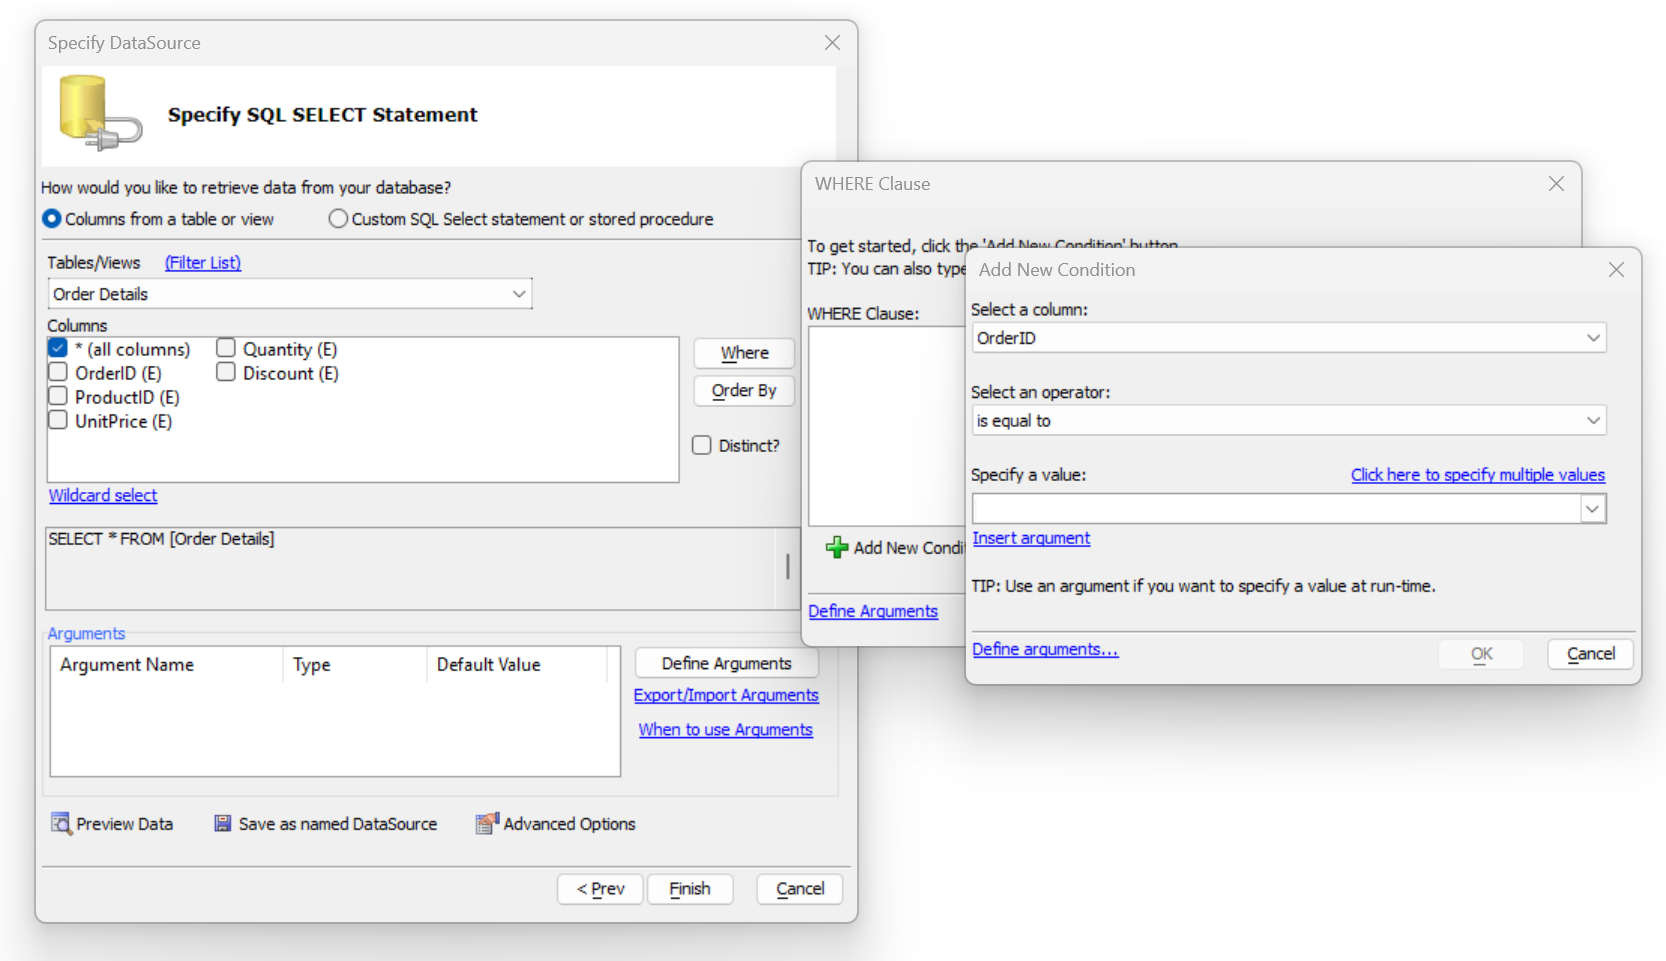 Specify DataSource
Specify SQL SELECT Statement
How would you like to retrieve data from your database?
Columns from a table or view
Custom SQL Select statement or stored procedure
Tables/Views
(Filter List)
Order Details
Columns
* (all columns)
Quantity (E)
OrderID (E)
Discount (E)
ProductID (E)
UnitPrice (E)
Where
Order By
Distinct?
Wildcard select
SELECT * FROM [Order Details]
Arguments
Argument Name
Type
Default Value
Define Arguments
Export/Import Arguments
When to use Arguments
Preview Data
Save as named DataSource
Advanced Options
< Prev
Finish
Cancel
WHERE Clause
To get started, click the 'Add New Condition' button
TIP: You can also type
WHERE Clause:
Add New Condi
Define Arguments
Add New Condition
Select a column:
OrderID
Select an operator:
is equal to
Specify a value:
Click here to specify multiple values
Insert argument
TIP: Use an argument if you want to specify a value at run-time.
Define arguments...
OK
Cancel